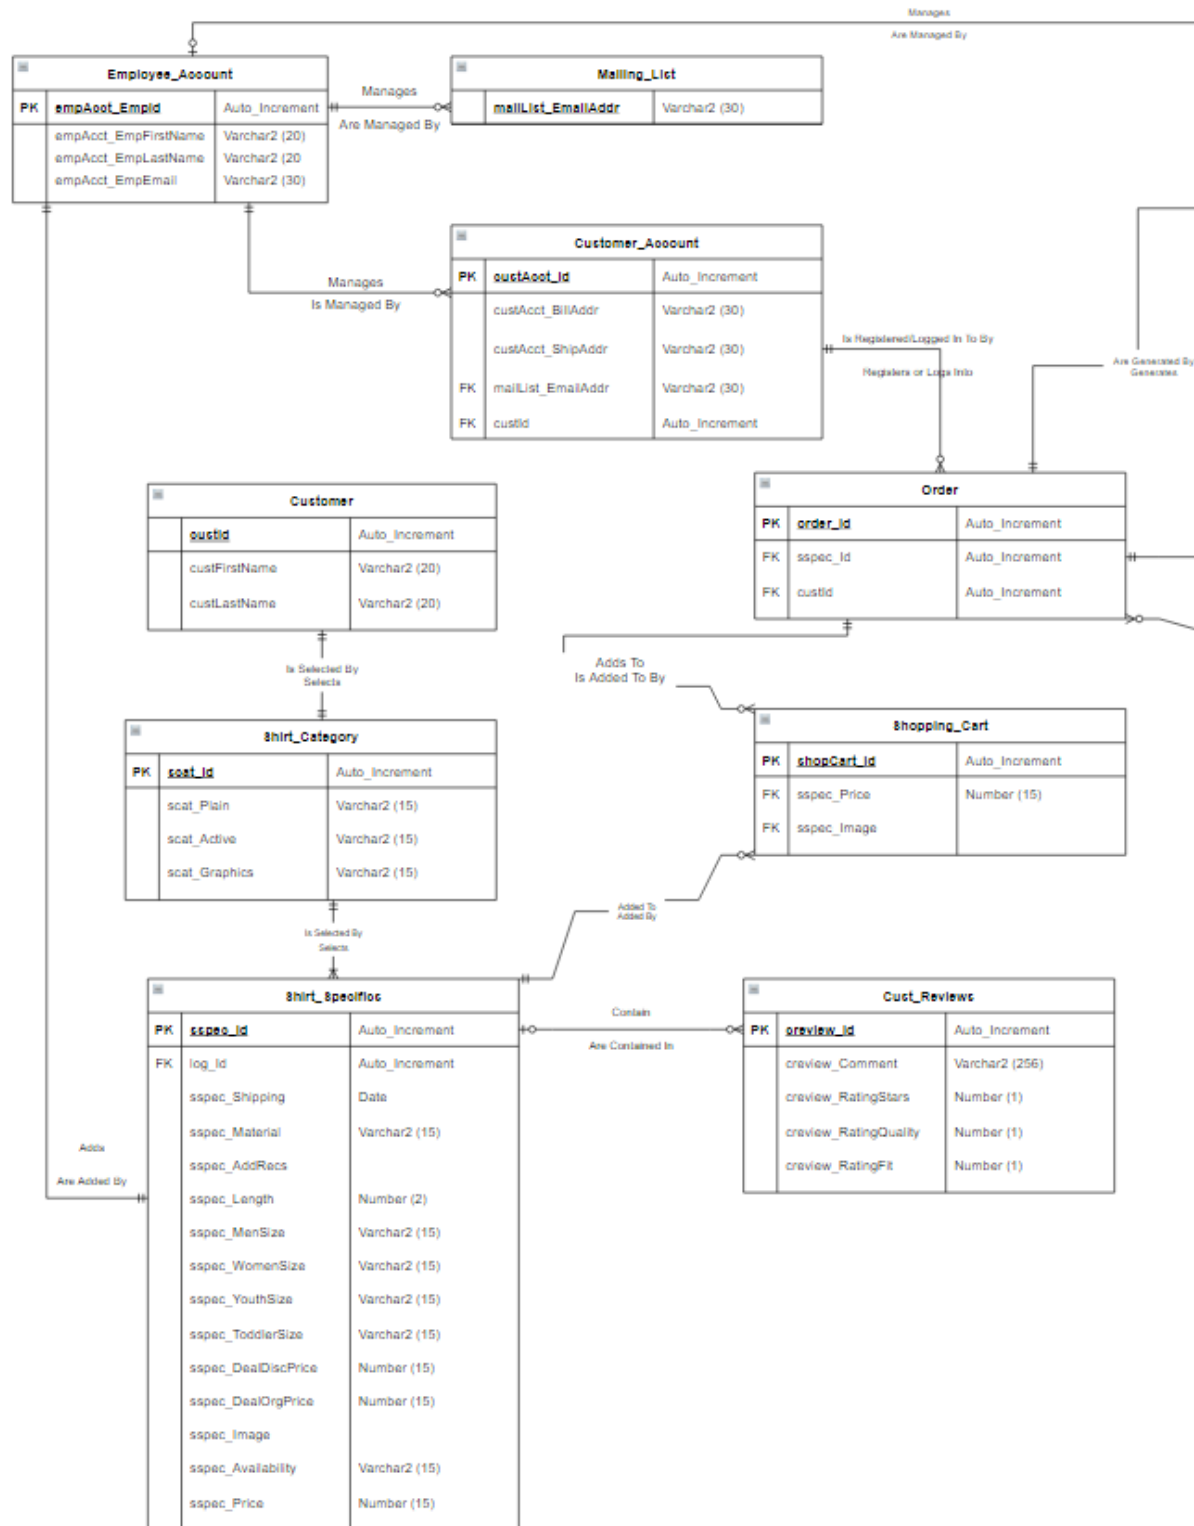 Manages
Are Managed By
Employee_Account
PK empAcct_EmpId Auto_Increment
empAcct_EmpFirstName Varchar2 (20)
empAcct_EmpLastName Varchar2 (20
empAcct_EmpEmail Varchar2 (30)
Manages
Are Managed By
Mailing_List
mailList_EmailAddr Varchar2 (30)
Manages
Is Managed By
Customer_Account
PK custAcct_Id Auto_Increment
custAcct_BillAddr Varchar2 (30)
custAcct_ShipAddr Varchar2 (30)
FK mailList_EmailAddr Varchar2 (30)
FK custId Auto_Increment
Is Registered/Logged In To By
Registers or Logs Into
Are Generated By
Generates
Customer
custId Auto_Increment
custFirstName Varchar2 (20)
custLastName Varchar2 (20)
Order
PK order_Id Auto_Increment
FK sspec_Id Auto_Increment
FK custId Auto_Increment
Is Selected By
Selects
Adds To
Is Added To By
Shirt_Category
PK scat_Id Auto_Increment
scat_Plain Varchar2 (15)
scat_Active Varchar2 (15)
scat_Graphics Varchar2 (15)
Shopping_Cart
PK shopCart_Id Auto_Increment
FK sspec_Price Number (15)
FK sspec_Image
Added To
Added By
Is Selected By
Selects
Shirt_Specifics
PK sspec_Id Auto_Increment
FK log_Id Auto_Increment
sspec_Shipping Date
sspec_Material Varchar2 (15)
sspec_AddRecs
sspec_Length Number (2)
sspec_MenSize Varchar2 (15)
sspec_WomenSize Varchar2 (15)
sspec_YouthSize Varchar2 (15)
sspec_ToddlerSize Varchar2 (15)
sspec_DealDiscPrice Number (15)
sspec_DealOrgPrice Number (15)
sspec_Image
sspec_Availability Varchar2 (15)
sspec_Price Number (15)
Contain
Are Contained In
Cust_Reviews
PK creview_Id Auto_Increment
creview_Comment Varchar2 (256)
creview_RatingStars Number (1)
creview_RatingQuality Number (1)
creview_RatingFit Number (1)
Adds
Are Added By